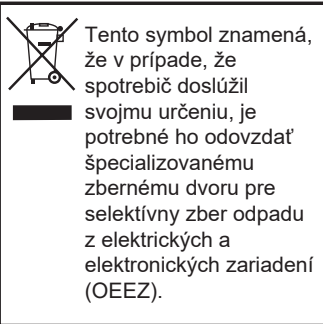 Tento symbol znamená,
že v prípade, že
spotrebič doslúžil
svojmu určeniu, je
potrebné ho odovzdať
špecializovanému
zbernému dvoru pre
selektívny zber odpadu
z elektrických a
elektronických zariadení
(OEEZ).